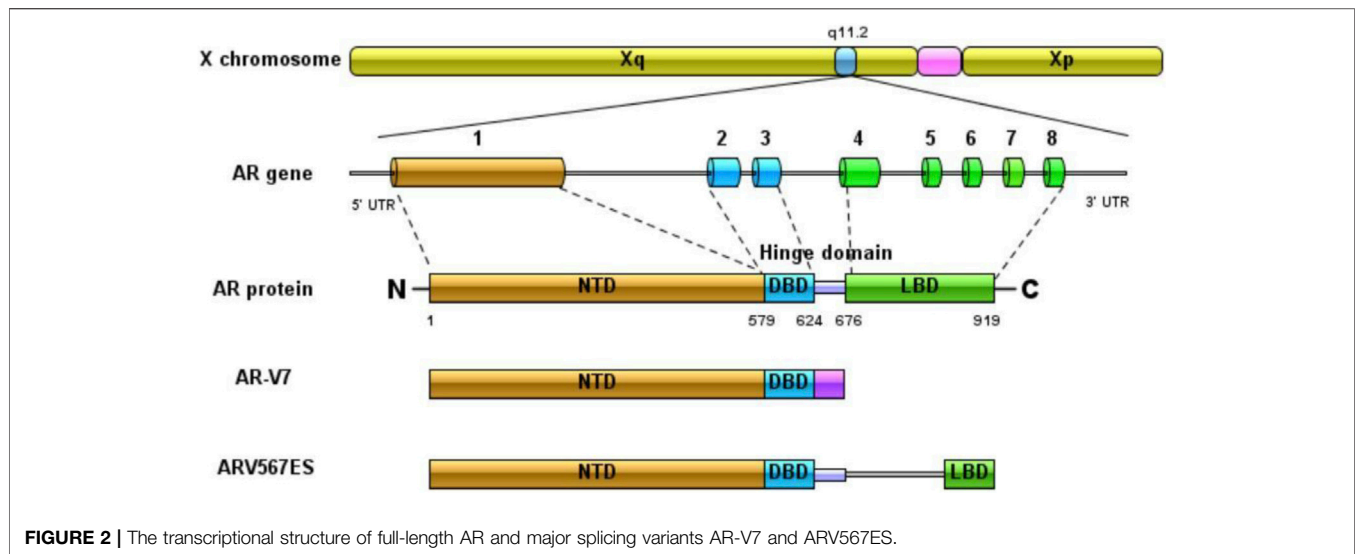 q11.2
X chromosome Xq Xp
1 2 3 4 5 6 7 8
AR gene
5' UTR 3' UTR
Hinge domain
AR protein N NTD DBD LBD C
1 579 624 676 919
AR-V7 NTD DBD
ARV567ES NTD DBD LBD
FIGURE 2 | The transcriptional structure of full-length AR and major splicing variants AR-V7 and ARV567ES.